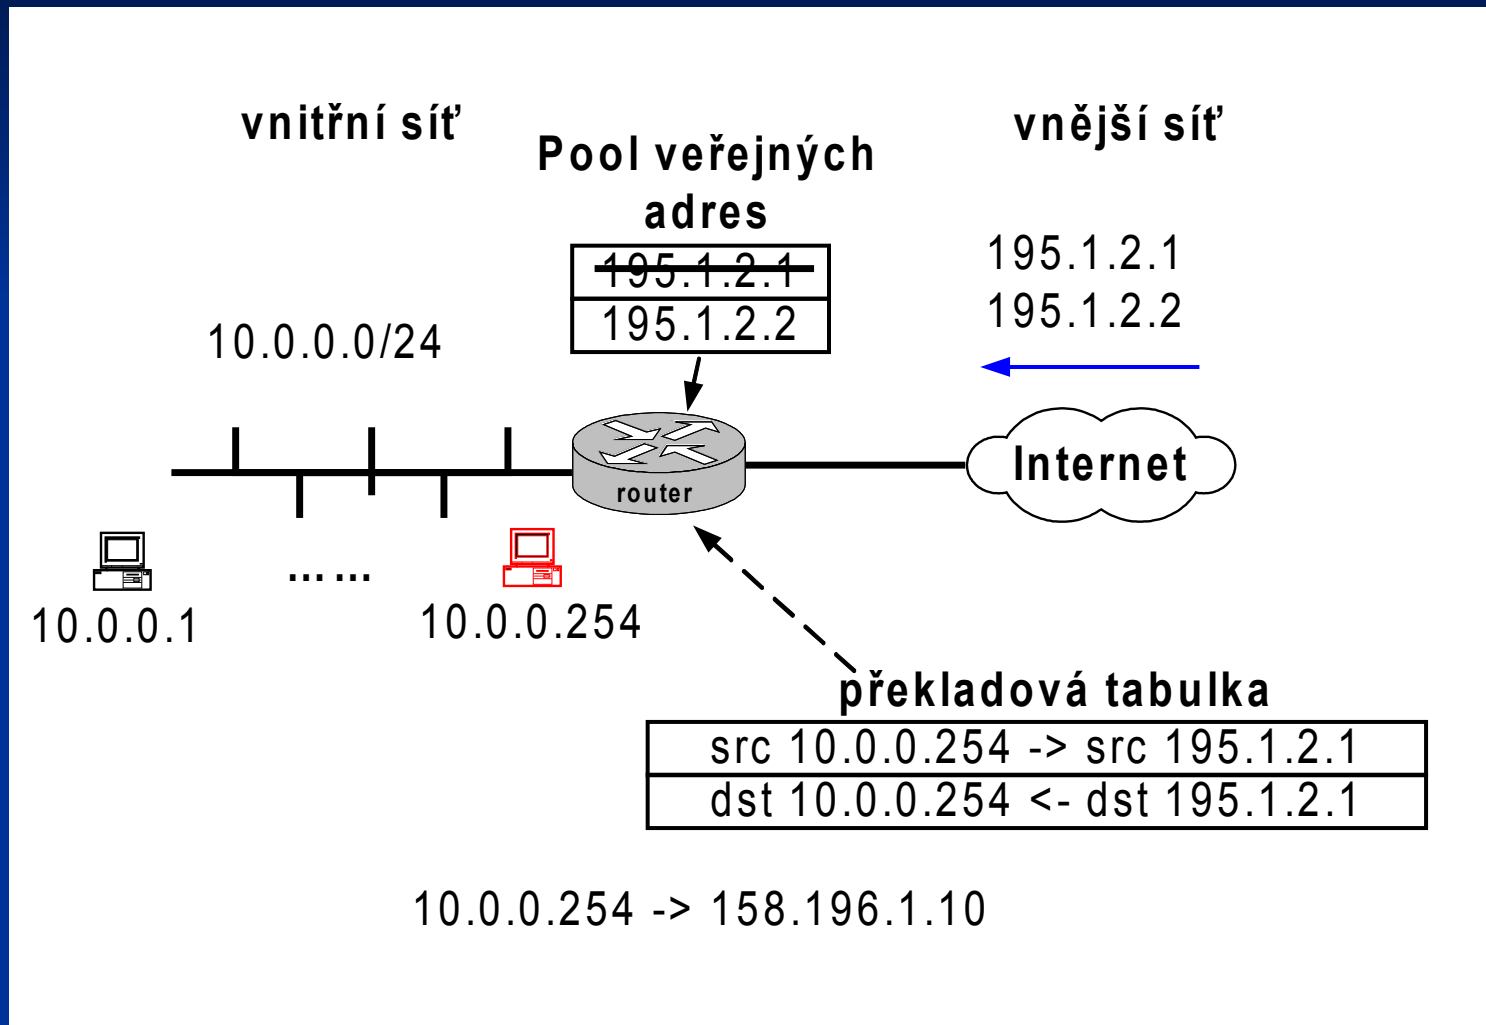 vnitřní síť
Pool veřejných
adres
vnější síť
195.1.2.1
195.1.2.2
195.1.2.1
195.1.2.2
10.0.0.0/24
Internet
router
......
10.0.0.1
10.0.0.254
překladová tabulka
src 10.0.0.254 -> src 195.1.2.1
dst 10.0.0.254 <- dst 195.1.2.1
10.0.0.254 -> 158.196.1.10